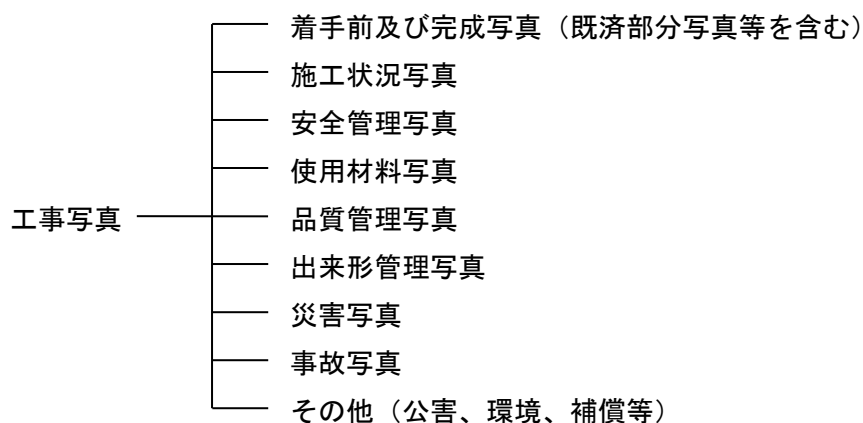 着手前及び完成写真（既済部分写真等を含む）
施工状況写真
安全管理写真
使用材料写真
工事写真
品質管理写真
出来形管理写真
災害写真
事故写真
その他（公害、環境、補償等）